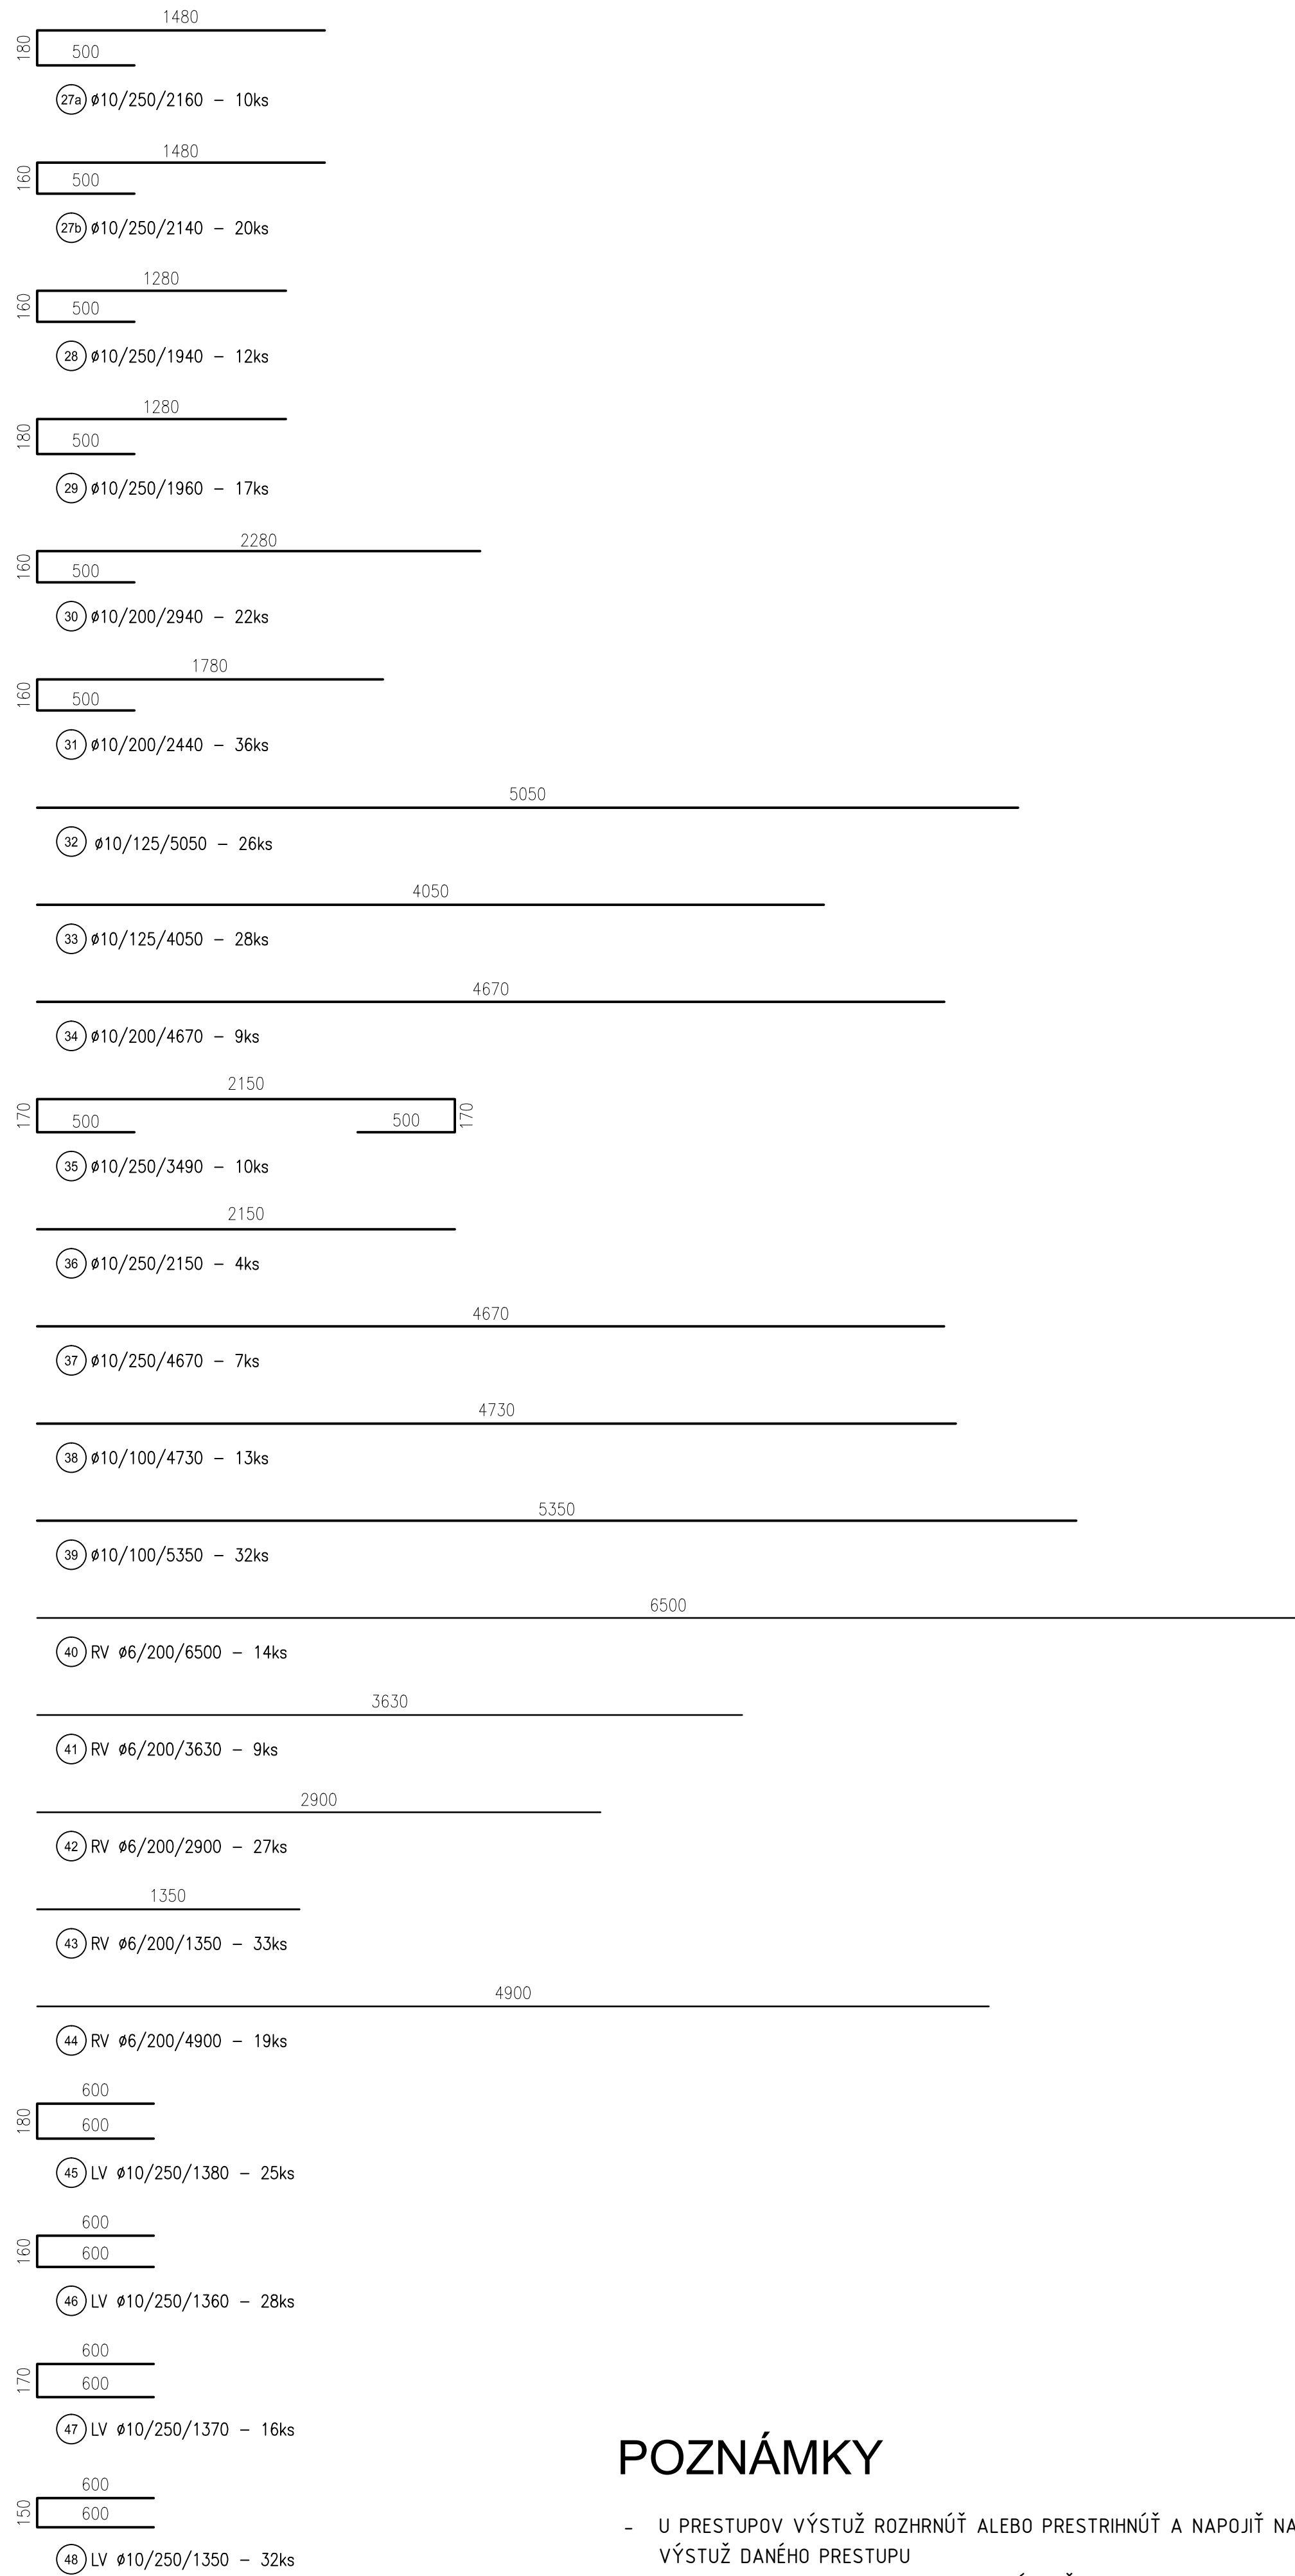 1480
180
500
27a ø10/250/2160 - 10ks
1480
160
500
27b ø10/250/2140 - 20ks
1280
160
500
28 ø10/250/1940 - 12ks
1280
180
500
29 ø10/250/1960 - 17ks
2280
160
500
30 ø10/200/2940 - 22ks
1780
160
500
31 ø10/200/2440 - 36ks
5050
32 ø10/125/5050 - 26ks
4050
33 ø10/125/4050 - 28ks
4670
34 ø10/200/4670 - 9ks
2150
170
500
500
170
35 ø10/250/3490 - 10ks
2150
36 ø10/250/2150 - 4ks
4670
37 ø10/250/4670 - 7ks
4730
38 ø10/100/4730 - 13ks
5350
39 ø10/100/5350 - 32ks
6500
40 RV ø6/200/6500 - 14ks
3630
41 RV ø6/200/3630 - 9ks
2900
42 RV ø6/200/2900 - 27ks
1350
43 RV ø6/200/1350 - 33ks
4900
44 RV ø6/200/4900 - 19ks
600
180
600
45 LV ø10/250/1380 - 25ks
600
160
600
46 LV ø10/250/1360 - 28ks
600
170
600
47 LV ø10/250/1370 - 16ks
600
150
600
48 LV ø10/250/1350 - 32ks
POZNÁMKY
- U PRESTUPOV VÝSTUŽ ROZHRNÚŤ ALEBO PRESTRIHNÚŤ A NAPOJIŤ NA
VÝSTUŽ DANÉHO PRESTUPU